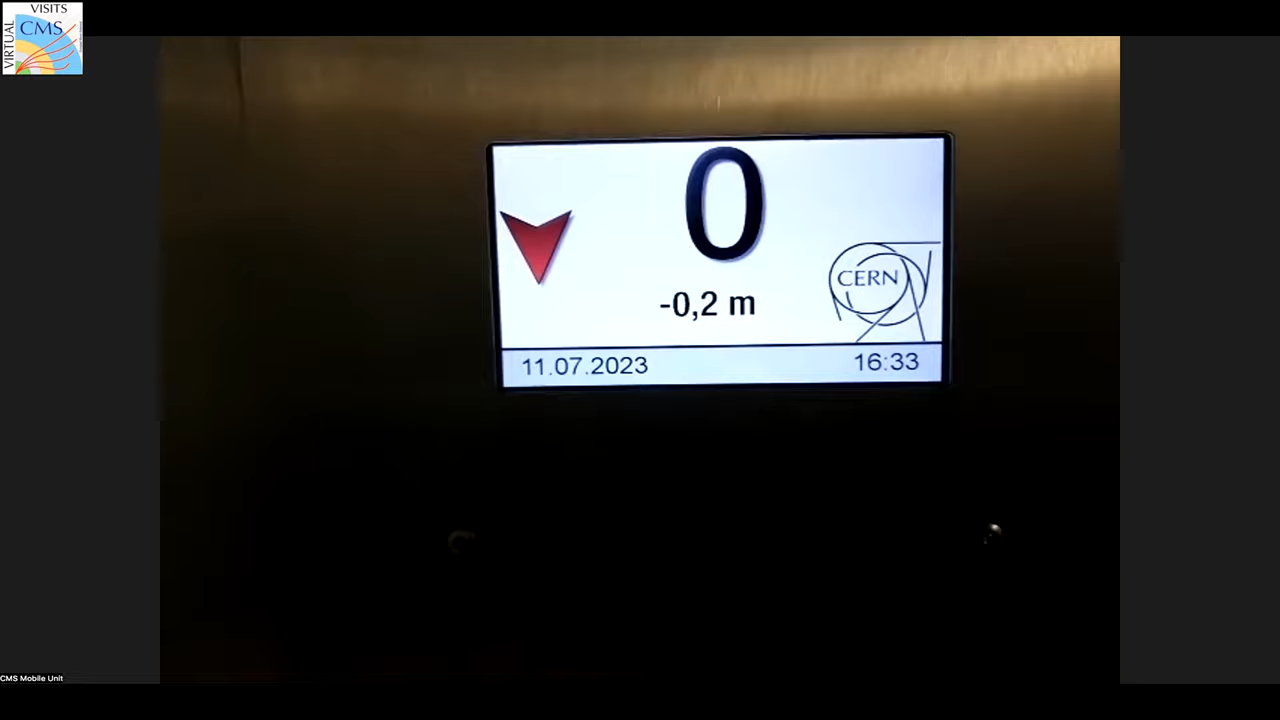 VISITS
VIRTUAL
CMS
0
-0,2 m
CERN
11.07.2023
16:33
CMS Mobile Unit